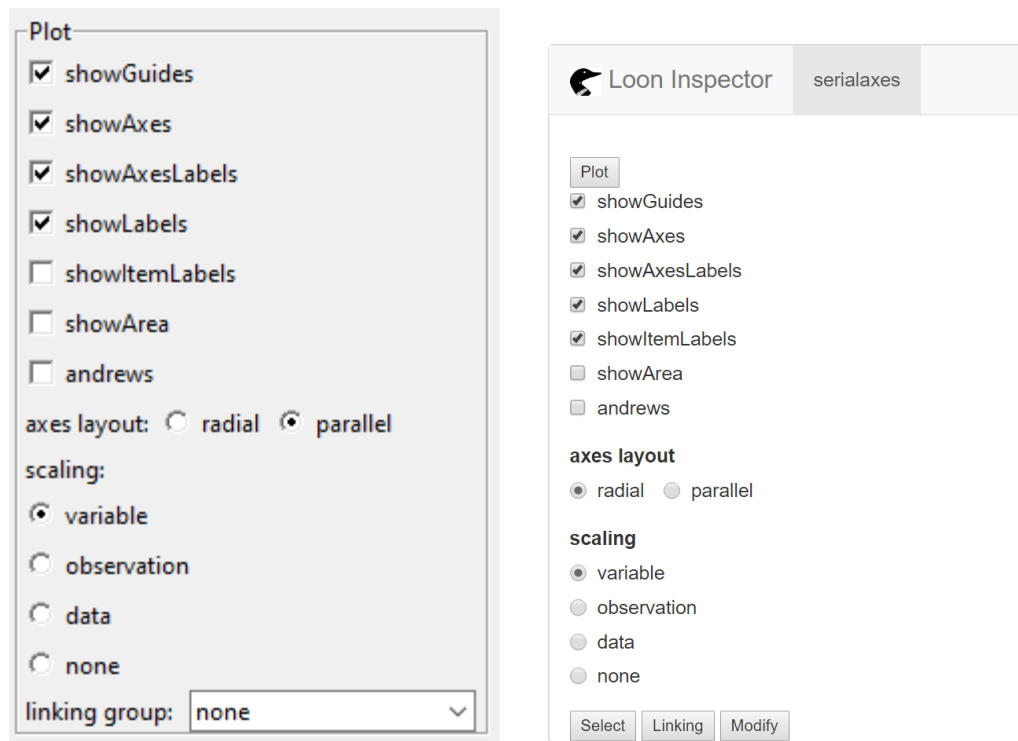 Plot
showGuides
showAxes
showAxesLabels
showLabels
showItemLabels
showArea
andrews
axes layout: radial parallel
scaling:
variable
observation
data
none
linking group: none
Loon Inspector serialaxes
Plot
showGuides
showAxes
showAxesLabels
showLabels
showItemLabels
showArea
andrews
axes layout
radial parallel
scaling
variable
observation
data
none
Select Linking Modify